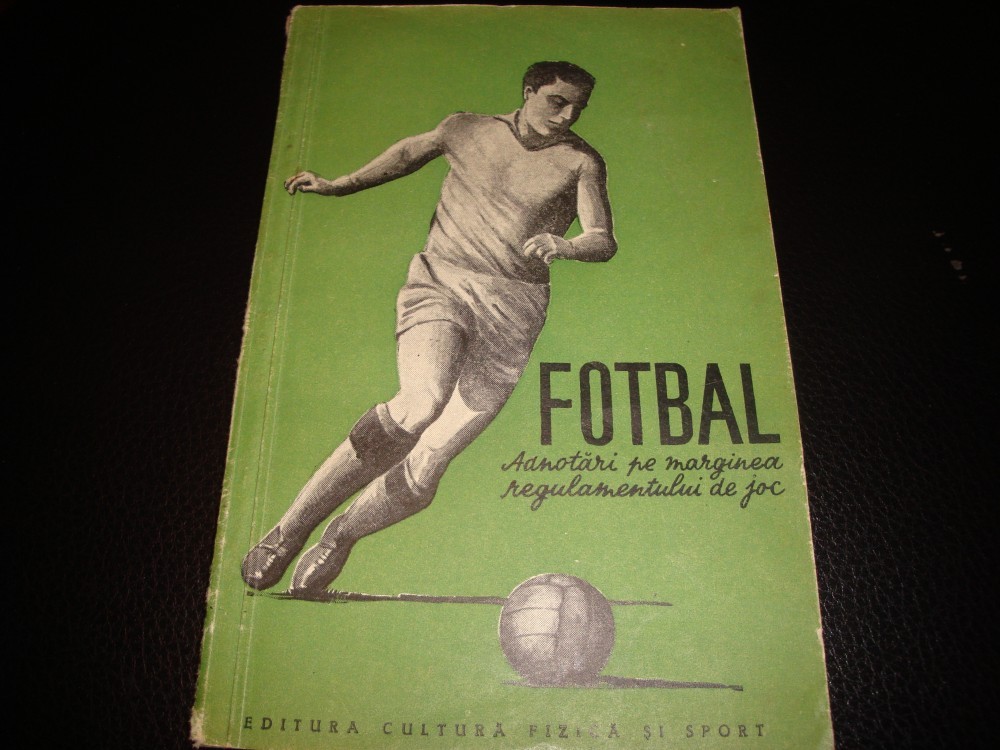 FOTBAL
Adnotări pe marginea
regulamentului de joc
EDITURA CULTURĂ FIZICĂ ȘI SPORT